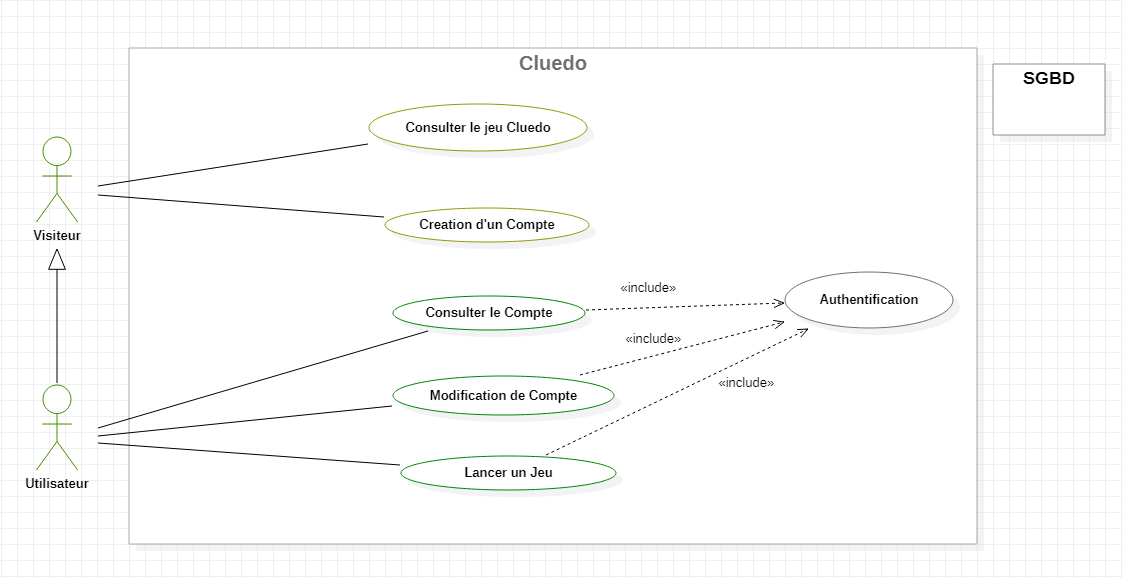 Cluedo
SGBD
Consulter le jeu Cluedo
Visiteur
Creation d'un Compte
Consulter le Compte
«include»
Authentification
«include»
Modification de Compte
«include»
Lancer un Jeu
Utilisateur